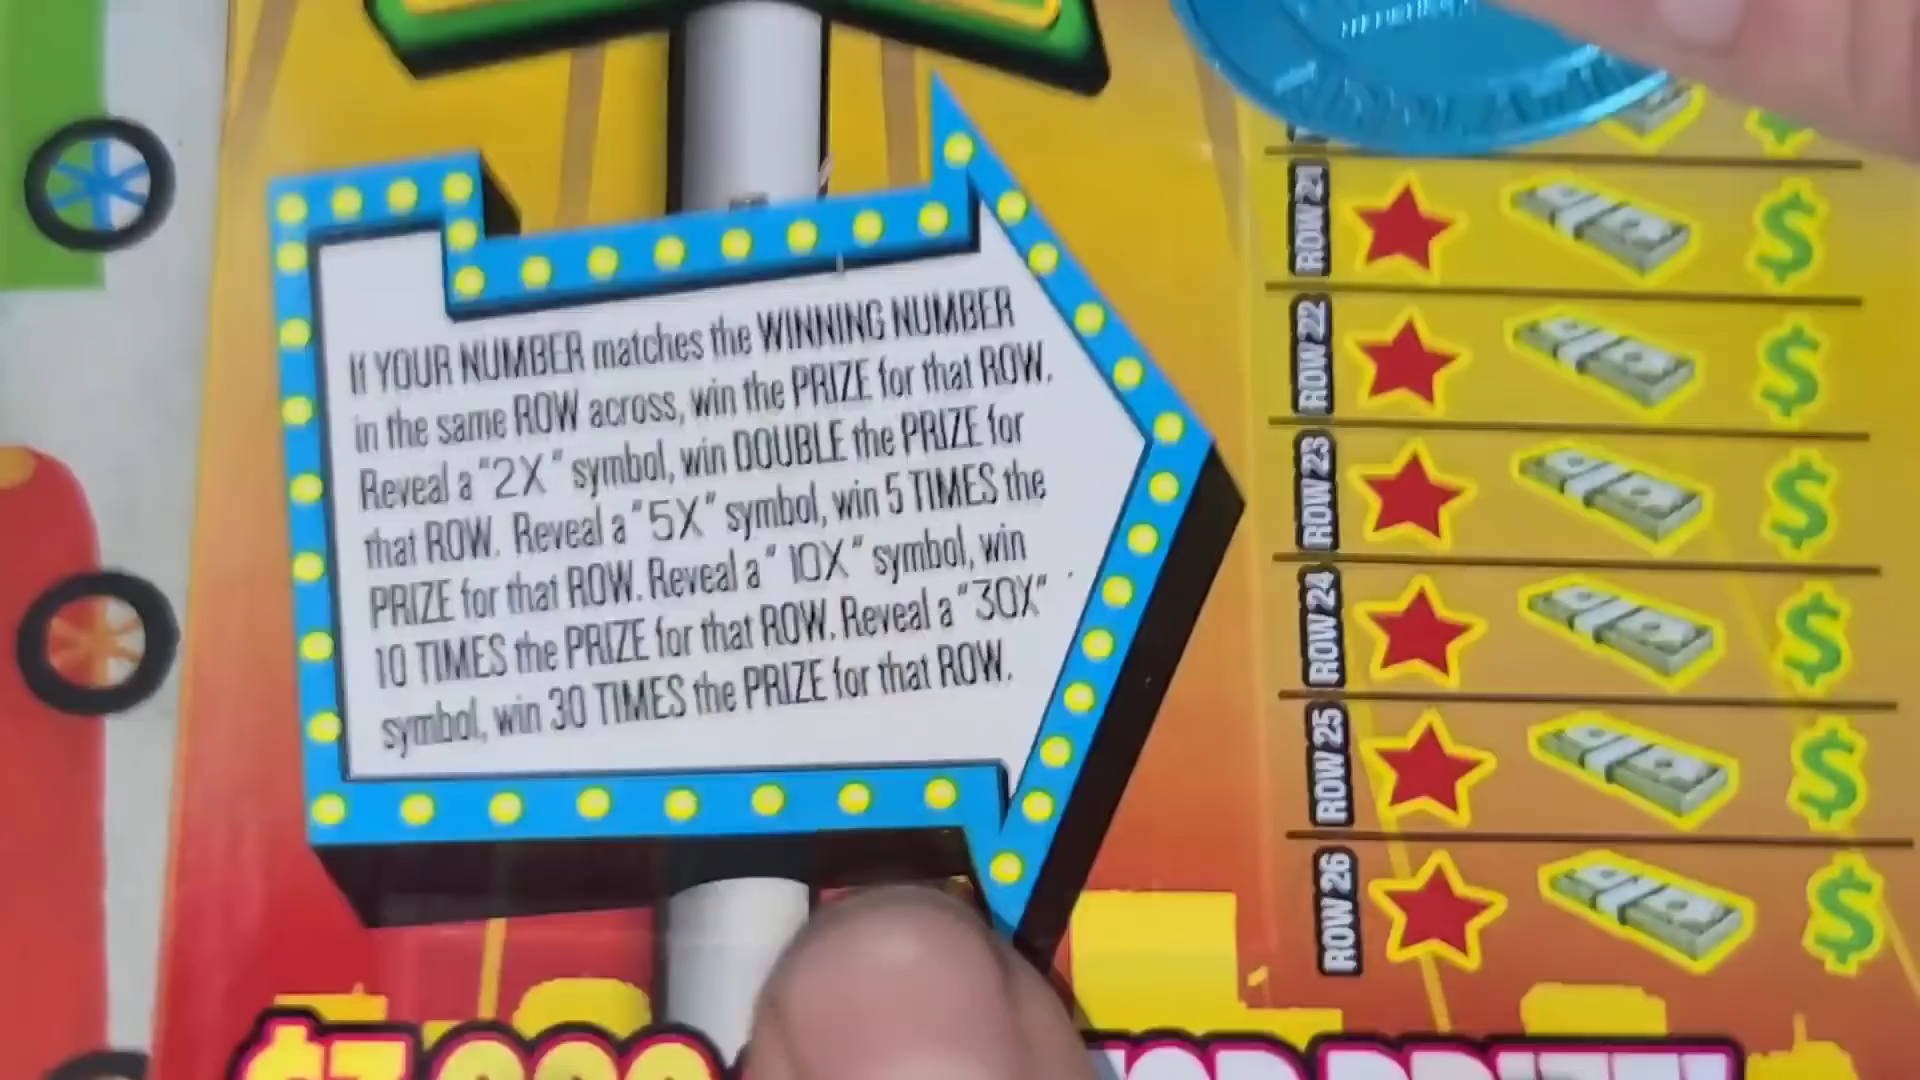 If YOUR NUMBER matches the WINNING NUMBER
in the same ROW across, win the PRIZE for that ROW.
Reveal a "2X" symbol, win DOUBLE the PRIZE for
that ROW. Reveal a "5X" symbol, win 5 TIMES the
PRIZE for that ROW. Reveal a "10X" symbol, win
10 TIMES the PRIZE for that ROW. Reveal a "30X"
symbol, win 30 TIMES the PRIZE for that ROW.
ROW 21
ROW 22
ROW 23
ROW 24
ROW 25
ROW 26